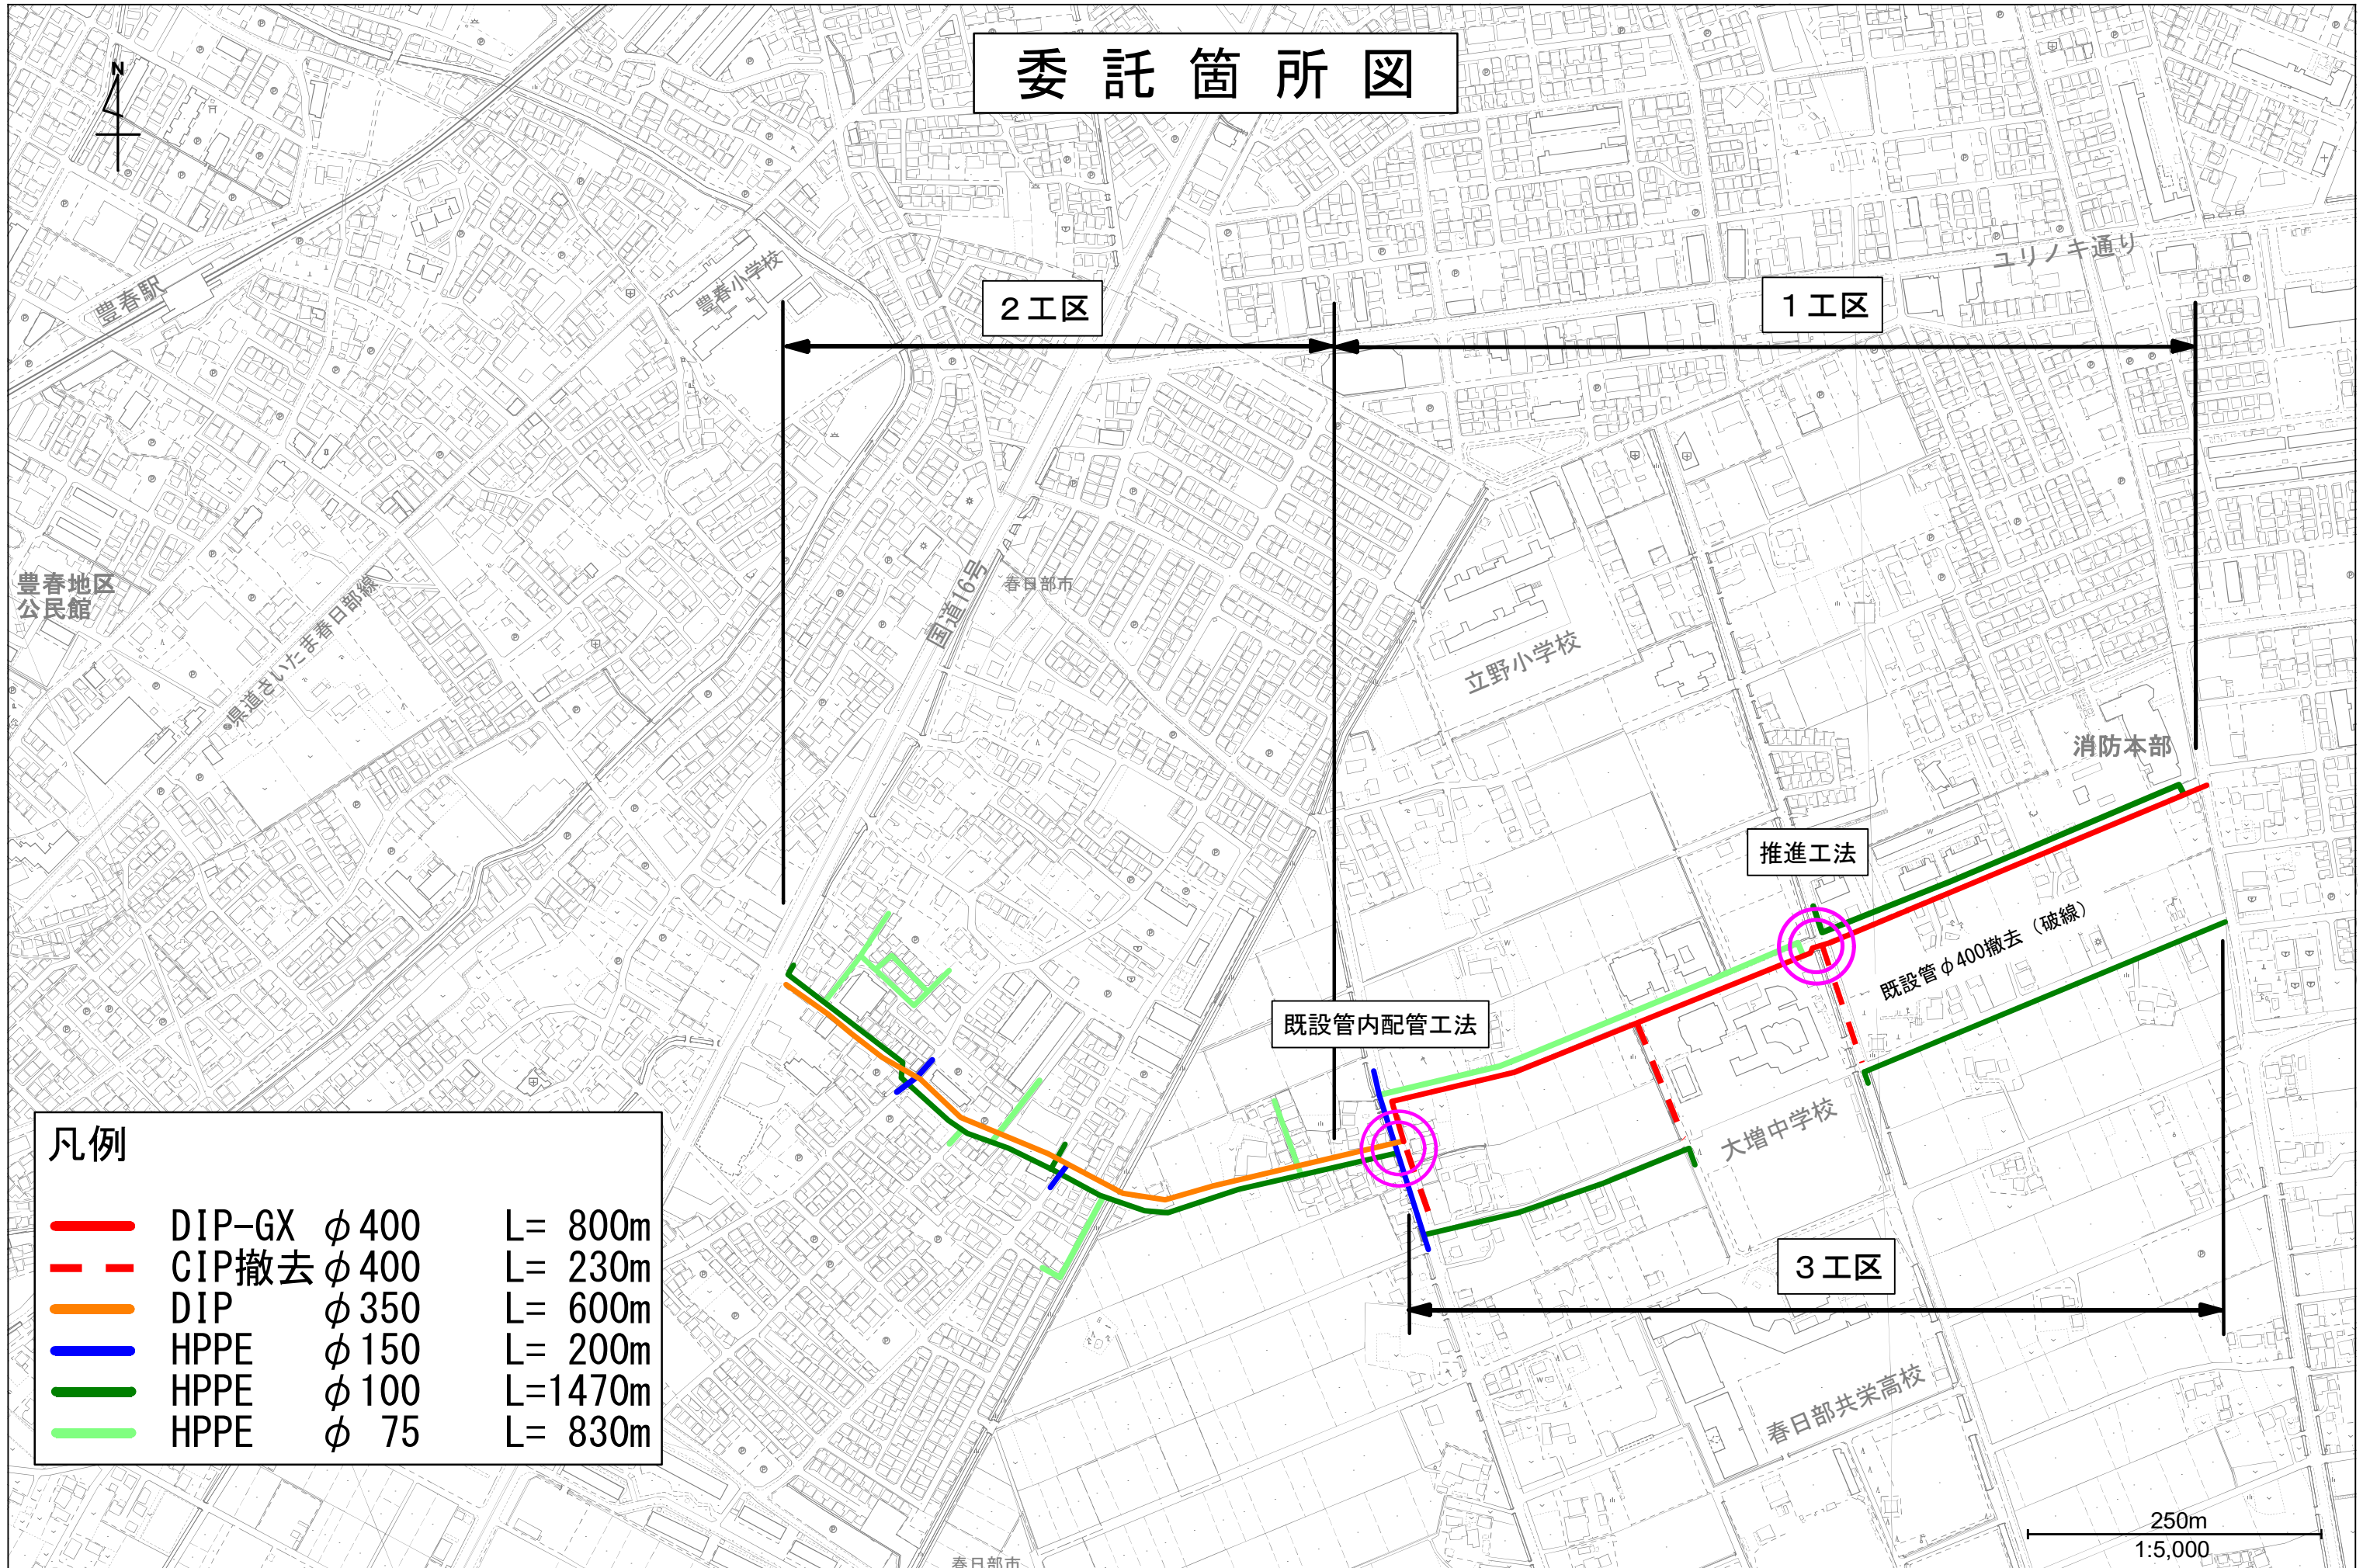 委託箇所図
N
豊春駅
豊春小学校
2工区
1工区
ユリノキ通り
豊春地区
公民館
県道さいたま春日部線
国道16号
春日部市
立野小学校
消防本部
推進工法
既設管φ400撤去（破線）
既設管内配管工法
大増中学校
3工区
春日部共栄高校
凡例
DIP-GX φ400 L= 800m
CIP撤去φ400 L= 230m
DIP φ350 L= 600m
HPPE φ150 L= 200m
HPPE φ100 L=1470m
HPPE φ 75 L= 830m
春日部市
250m
1:5,000